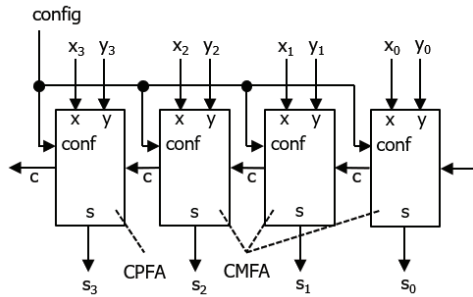 config
x3 y3 x2 y2 x1 y1 x0 y0
x y x y x y x y
conf conf conf conf
c c c c
s s s s
CPFA CMFA
s3 s2 s1 s0